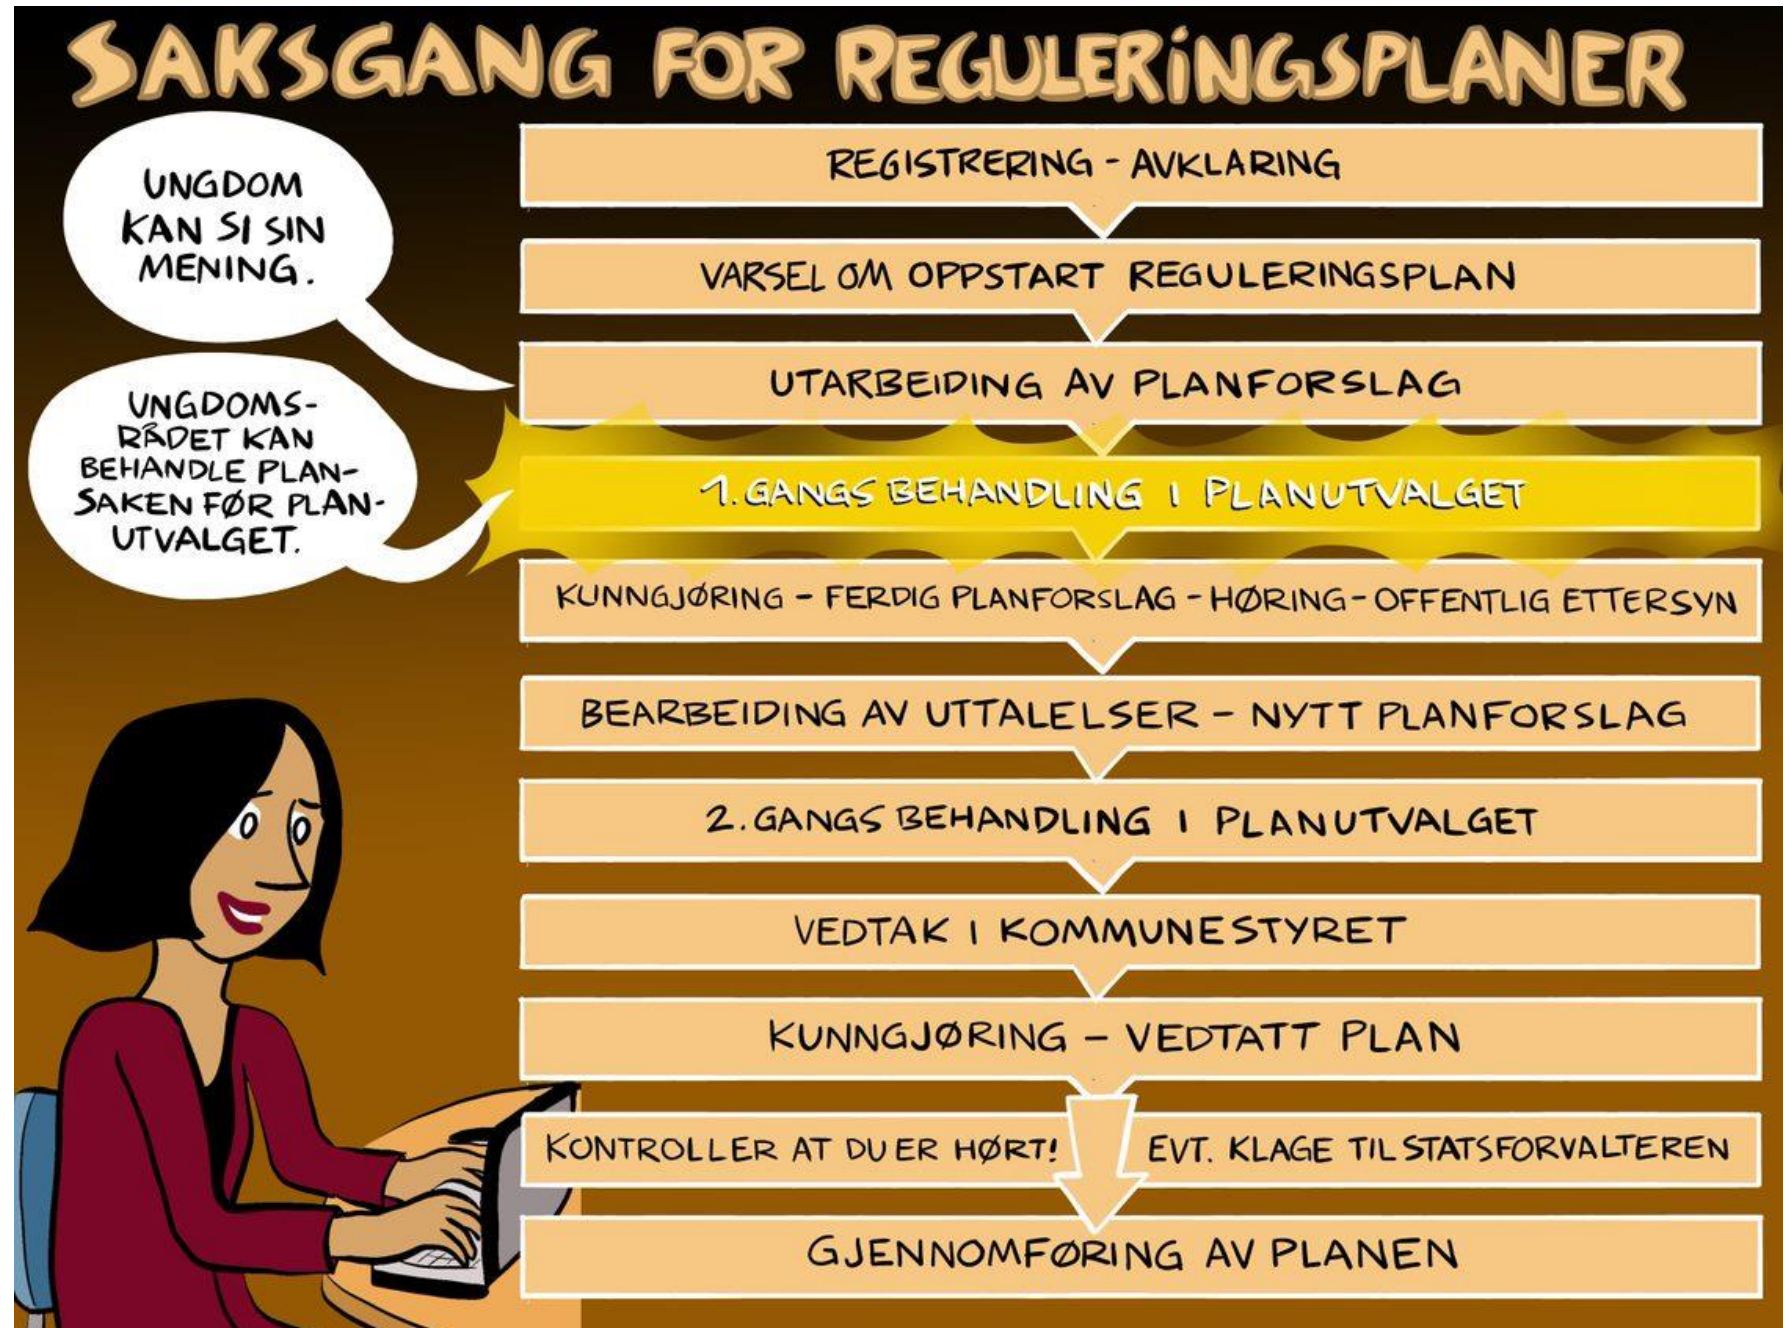 SAKSGANG FOR REGULERINGSPLANER
UNGDOM
KAN SI SIN
MENING.
UNGDOMS-
RÅDET KAN
BEHANDLE PLAN-
SAKEN FØR PLAN-
UTVALGET.
REGISTRERING - AVKLARING
VARSEL OM OPPSTART REGULERINGSPLAN
UTARBEIDING AV PLANFORSLAG
1. GANGS BEHANDLING I PLANUTVALGET
KUNNGJØRING - FERDIG PLANFORSLAG - HØRING - OFFENTLIG ETTERSYN
BEARBEIDING AV UTTALELSER - NYTT PLANFORSLAG
2. GANGS BEHANDLING I PLANUTVALGET
VEDTAK I KOMMUNESTYRET
KUNNGJØRING - VEDTATT PLAN
KONTROLLER AT DU ER HØRT!
EVT. KLAGE TIL STATSFORVALTEREN
GJENNOMFØRING AV PLANEN